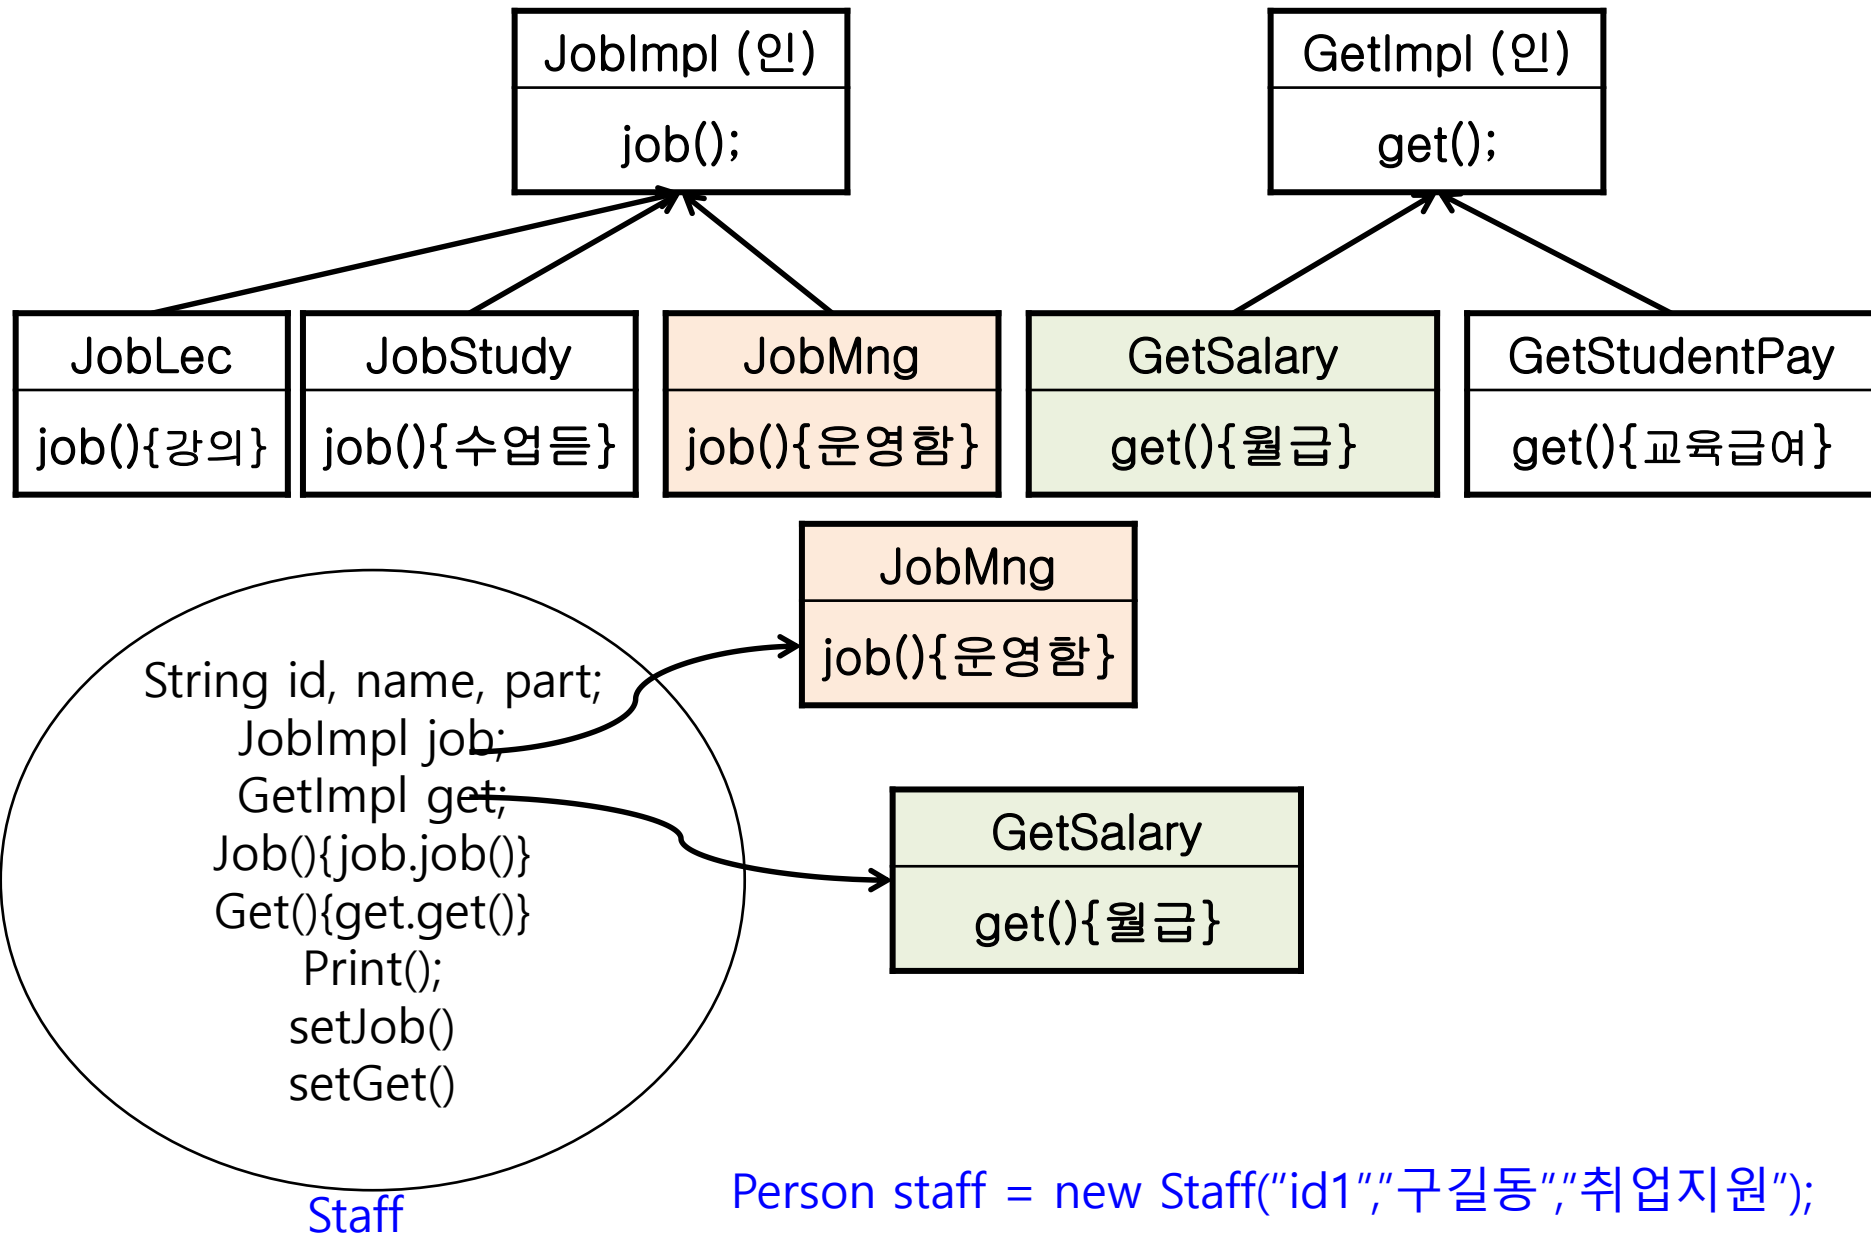 JobImpl (인)
job();
GetImpl (인)
get();
JobLec
job(){강의}
JobStudy
job(){수업듣}
JobMng
job(){운영함}
GetSalary
get(){월급}
GetStudentPay
get(){교육급여}
JobMng
job(){운영함}
String id, name, part;
JobImpl job;
GetImpl get;
Job(){job.job()}
Get(){get.get()}
Print();
setJob()
setGet()
GetSalary
get(){월급}
Staff
Person staff = new Staff("id1","구길동","취업지원");